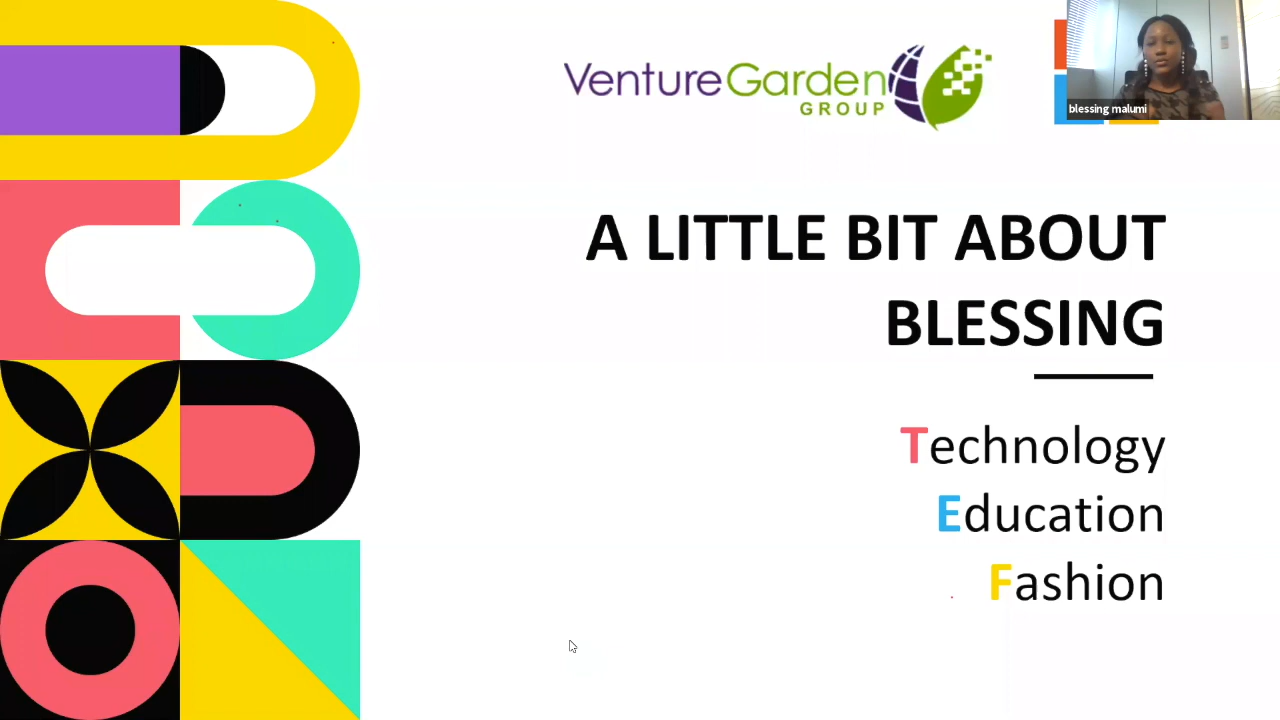 VentureGarden
GROUP
blessing malumi
A LITTLE BIT ABOUT
BLESSING
Technology
Education
Fashion